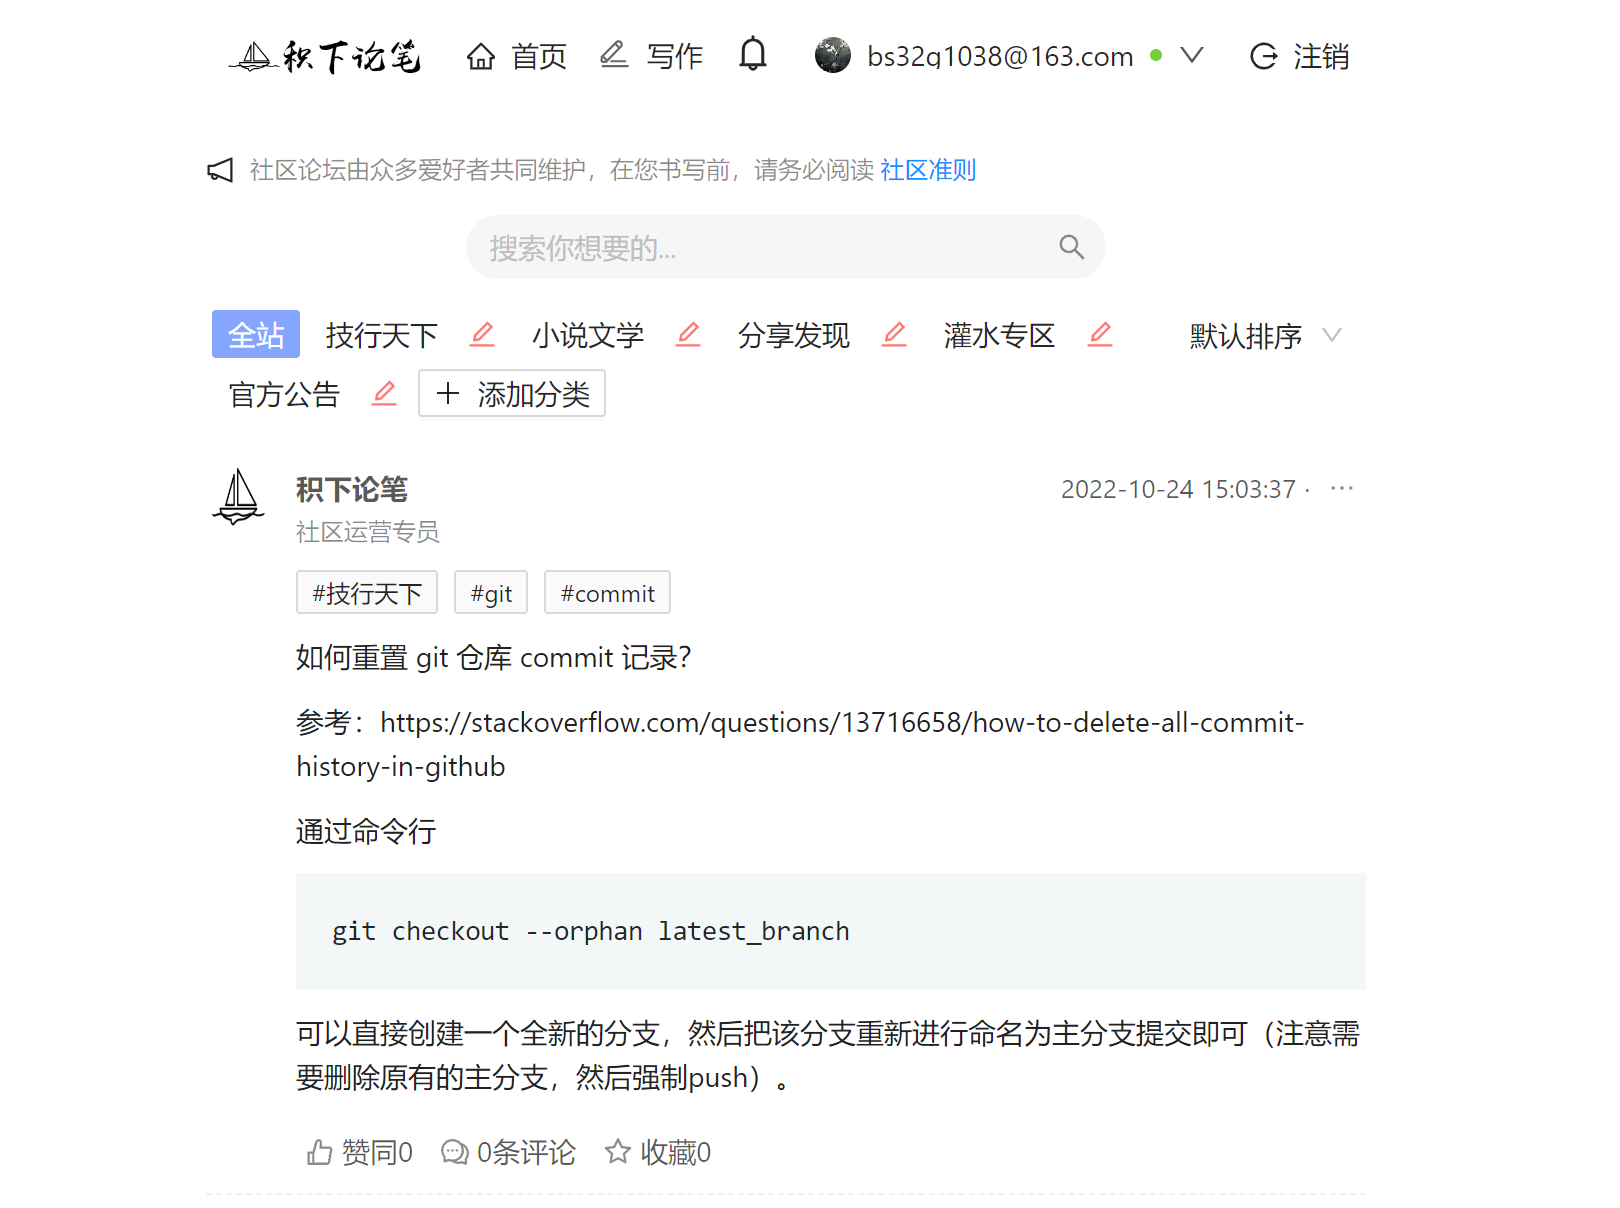 积下论笔 首页 写作 bs32g1038@163.com 注销
社区论坛由众多爱好者共同维护，在您书写前，请务必阅读 社区准则
搜索你想要的...
全站 技行天下 小说文学 分享发现 灌水专区 默认排序
官方公告 添加分类
积下论笔 2022-10-24 15:03:37 · ···
社区运营专员
#技行天下 #git #commit
如何重置 git 仓库 commit 记录？
参考：https://stackoverflow.com/questions/13716658/how-to-delete-all-commit-
history-in-github
通过命令行
git checkout --orphan latest_branch
可以直接创建一个全新的分支，然后把该分支重新进行命名为主分支提交即可（注意需
要删除原有的主分支，然后强制push）。
赞同0 0条评论 收藏0